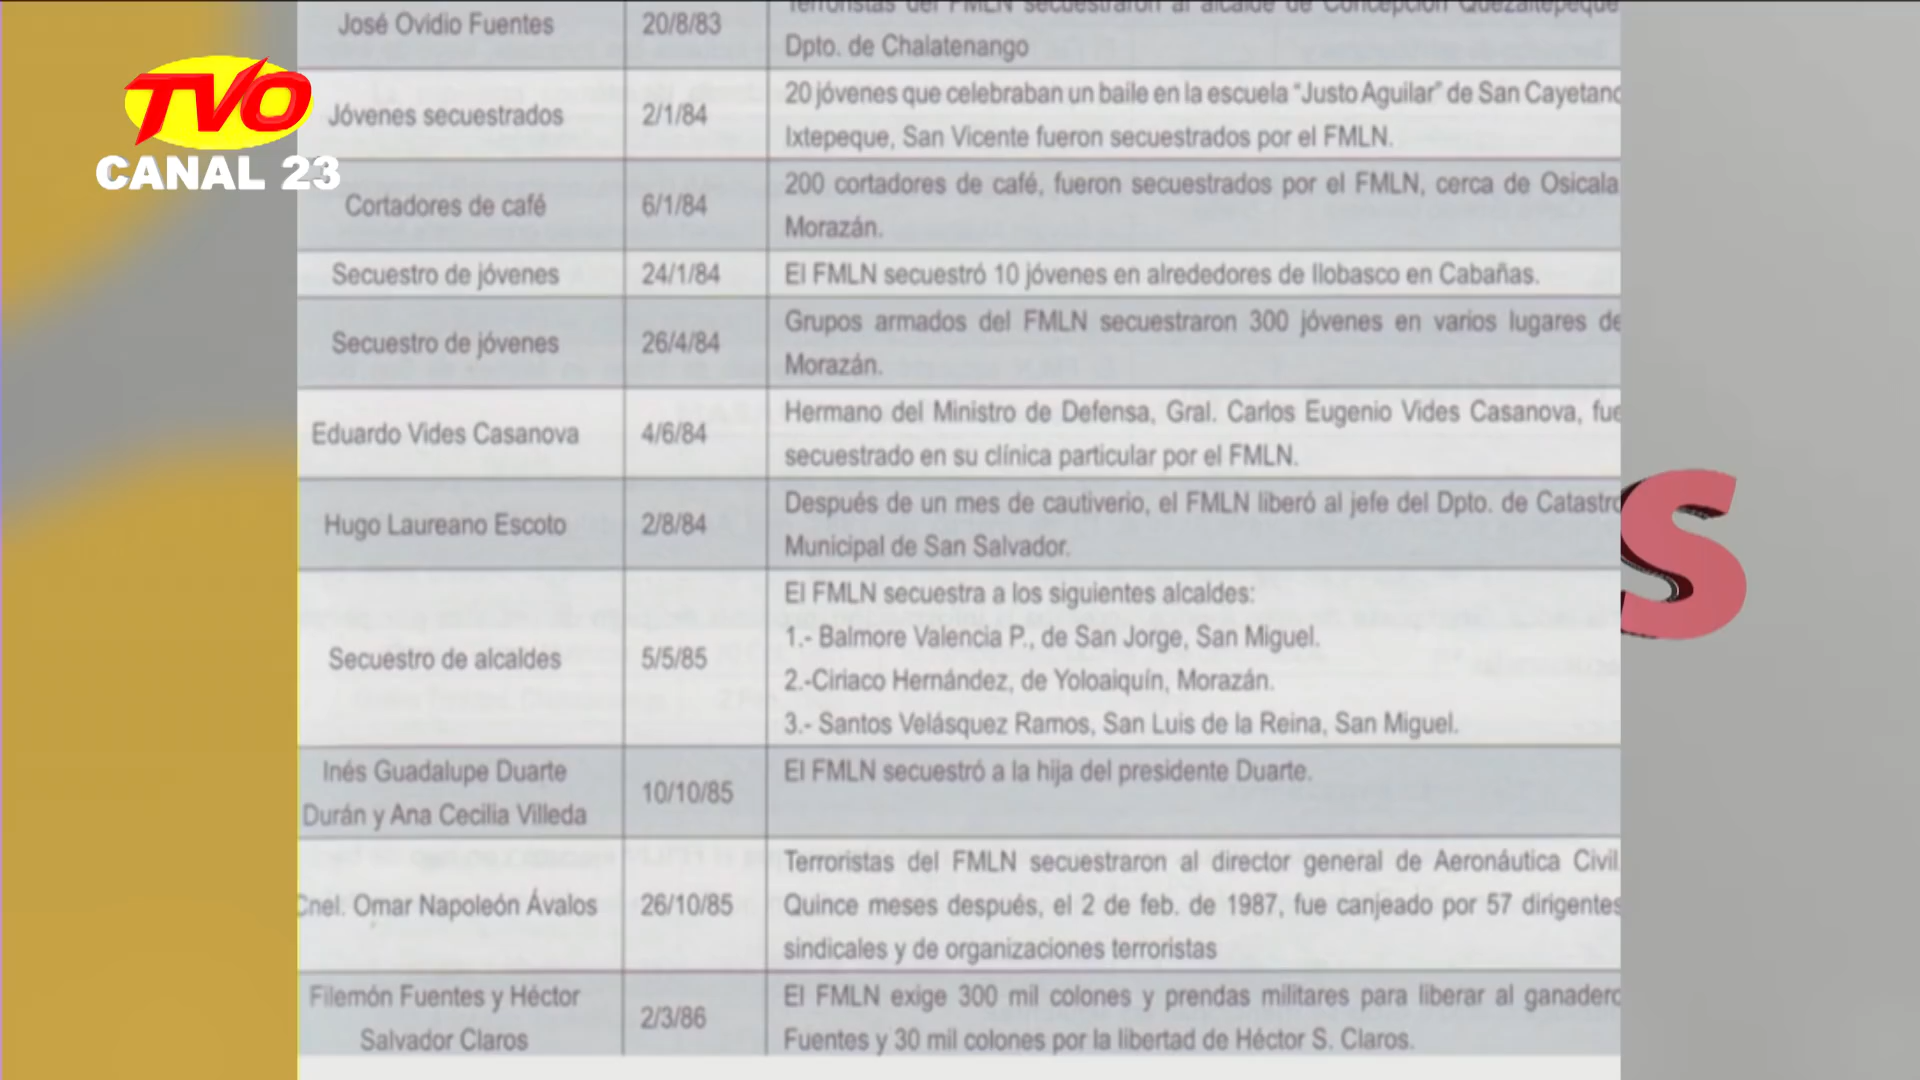 TVO
CANAL 23
José Ovidio Fuentes
20/8/83
Terroristas del FMLN secuestraron al alcalde de Concepción Quezaltepeque
Dpto. de Chalatenango
Jóvenes secuestrados
2/1/84
20 jóvenes que celebraban un baile en la escuela “Justo Aguilar” de San Cayetano
Ixtepeque, San Vicente fueron secuestrados por el FMLN.
Cortadores de café
6/1/84
200 cortadores de café, fueron secuestrados por el FMLN, cerca de Osicala
Morazán.
Secuestro de jóvenes
24/1/84
El FMLN secuestró 10 jóvenes en alrededores de Ilobasco en Cabañas.
Secuestro de jóvenes
26/4/84
Grupos armados del FMLN secuestraron 300 jóvenes en varios lugares de
Morazán.
Eduardo Vides Casanova
4/6/84
Hermano del Ministro de Defensa, Gral. Carlos Eugenio Vides Casanova, fue
secuestrado en su clínica particular por el FMLN.
Hugo Laureano Escoto
2/8/84
Después de un mes de cautiverio, el FMLN liberó al jefe del Dpto. de Catastro
Municipal de San Salvador.
Secuestro de alcaldes
5/5/85
El FMLN secuestra a los siguientes alcaldes:
1.- Balmore Valencia P., de San Jorge, San Miguel.
2.-Ciriaco Hernández, de Yoloaiquín, Morazán.
3.- Santos Velásquez Ramos, San Luis de la Reina, San Miguel.
Inés Guadalupe Duarte
Durán y Ana Cecilia Villeda
10/10/85
El FMLN secuestró a la hija del presidente Duarte.
Cnel. Omar Napoleón Ávalos
26/10/85
Terroristas del FMLN secuestraron al director general de Aeronáutica Civil
Quince meses después, el 2 de feb. de 1987, fue canjeado por 57 dirigentes
sindicales y de organizaciones terroristas
Filemón Fuentes y Héctor
Salvador Claros
2/3/86
El FMLN exige 300 mil colones y prendas militares para liberar al ganadero
Fuentes y 30 mil colones por la libertad de Héctor S. Claros.
S